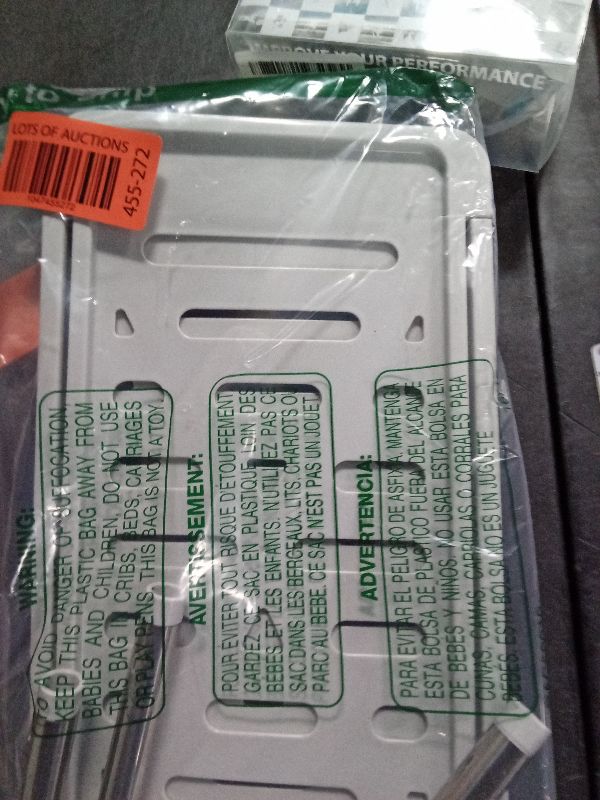 IMPROVE YOUR PERFORMANCE
to ship
LOTS OF AUCTIONS
455-272
WARNING:
TO AVOID DANGER OF SUFFOCATION
KEEP THIS PLASTIC BAG AWAY FROM
BABIES AND CHILDREN. DO NOT USE
THIS BAG IN CRIBS, BEDS, CARRIAGES
OR PLAY PENS. THIS BAG IS NOT A TOY.
AVERTISSEMENT:
POUR EVITER TOUT RISQUE D'ETOUFFEMENT
GARDEZ CE SAC EN PLASTIQUE LOIN DES
BEBES ET LES ENFANTS. N'UTILIZEZ PAS CE
SAC DANS LES BERCEAUX, LITS, CHARIOTS OU
PARC AU BEBE. CE SAC N'EST PAS UN JOUET
ADVERTENCIA:
PARA EVITAR EL PELIGRO DE ASFIXIA MANTENGA
ESTA BOLSA DE PLASTICO FUERA DEL ALCANCE
DE BEBES Y NIÑOS. NO USAR ESTA BOLSA EN
CUNAS, CAMAS, CARRIOLAS O CORRALES PARA
BEBES. ESTA BOLSA NO ES UN JUGUETE